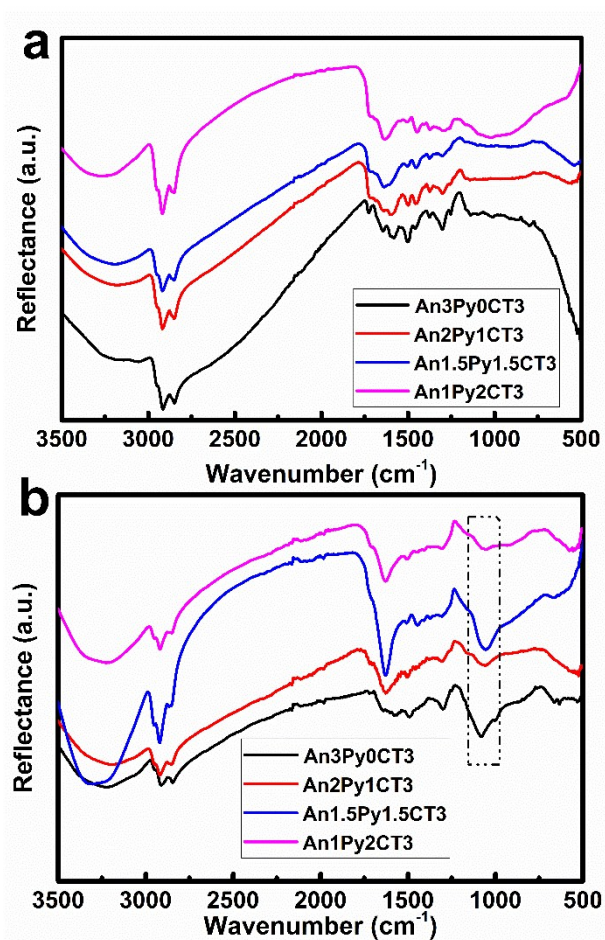 a
Reflectance (a.u.)
An3Py0CT3
An2Py1CT3
An1.5Py1.5CT3
An1Py2CT3
3500 3000 2500 2000 1500 1000 500
Wavenumber (cm-1)
b
Reflectance (a.u.)
An3Py0CT3
An2Py1CT3
An1.5Py1.5CT3
An1Py2CT3
3500 3000 2500 2000 1500 1000 500
Wavenumber (cm-1)